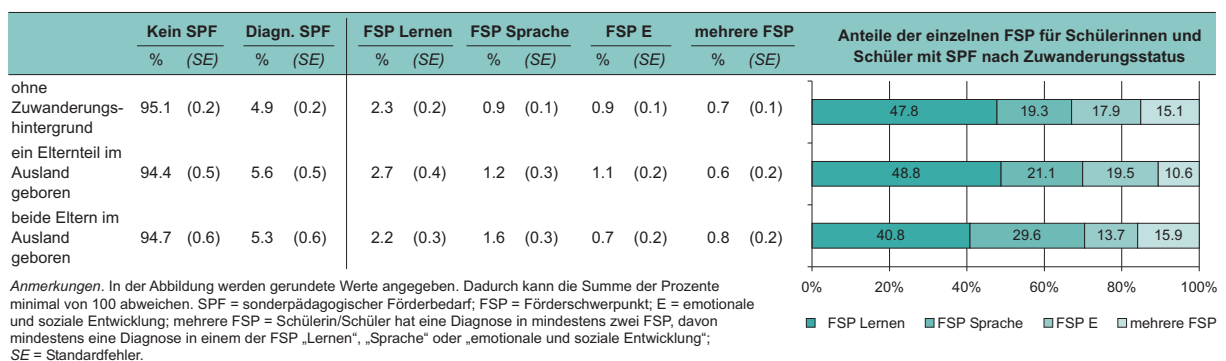 Kein SPF Diagn. SPF FSP Lernen FSP Sprache FSP E mehrere FSP
% (SE) % (SE) % (SE) % (SE) % (SE) % (SE)
Anteile der einzelnen FSP für Schülerinnen und
Schüler mit SPF nach Zuwanderungsstatus
ohne
Zuwanderungs-
hintergrund
95.1 (0.2) 4.9 (0.2) 2.3 (0.2) 0.9 (0.1) 0.9 (0.1) 0.7 (0.1)
47.8 19.3 17.9 15.1
ein Elternteil im
Ausland
geboren
94.4 (0.5) 5.6 (0.5) 2.7 (0.4) 1.2 (0.3) 1.1 (0.2) 0.6 (0.2)
48.8 21.1 19.5 10.6
beide Eltern im
Ausland
geboren
94.7 (0.6) 5.3 (0.6) 2.2 (0.3) 1.6 (0.3) 0.7 (0.2) 0.8 (0.2)
40.8 29.6 13.7 15.9
0% 20% 40% 60% 80% 100%
FSP Lernen FSP Sprache FSP E mehrere FSP
Anmerkungen. In der Abbildung werden gerundete Werte angegeben. Dadurch kann die Summe der Prozente
minimal von 100 abweichen. SPF = sonderpädagogischer Förderbedarf; FSP = Förderschwerpunkt; E = emotionale
und soziale Entwicklung; mehrere FSP = Schülerin/Schüler hat eine Diagnose in mindestens zwei FSP, davon
mindestens eine Diagnose in einem der FSP „Lernen", „Sprache" oder „emotionale und soziale Entwicklung";
SE = Standardfehler.